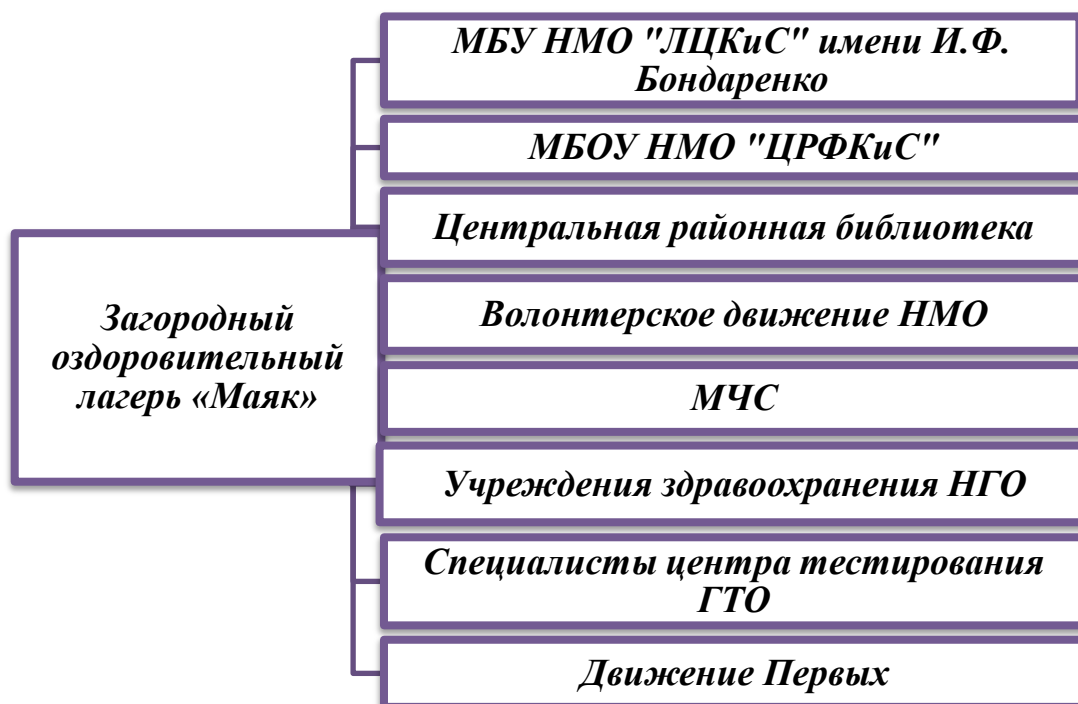 МБУ НМО "ЛЦКиС" имени И.Ф.
Бондаренко
МБОУ НМО "ЦРФКиС"
Центральная районная библиотека
Загородный
оздоровительный
лагерь «Маяк»
Волонтерское движение НМО
МЧС
Учреждения здравоохранения НГО
Специалисты центра тестирования
ГТО
Движение Первых